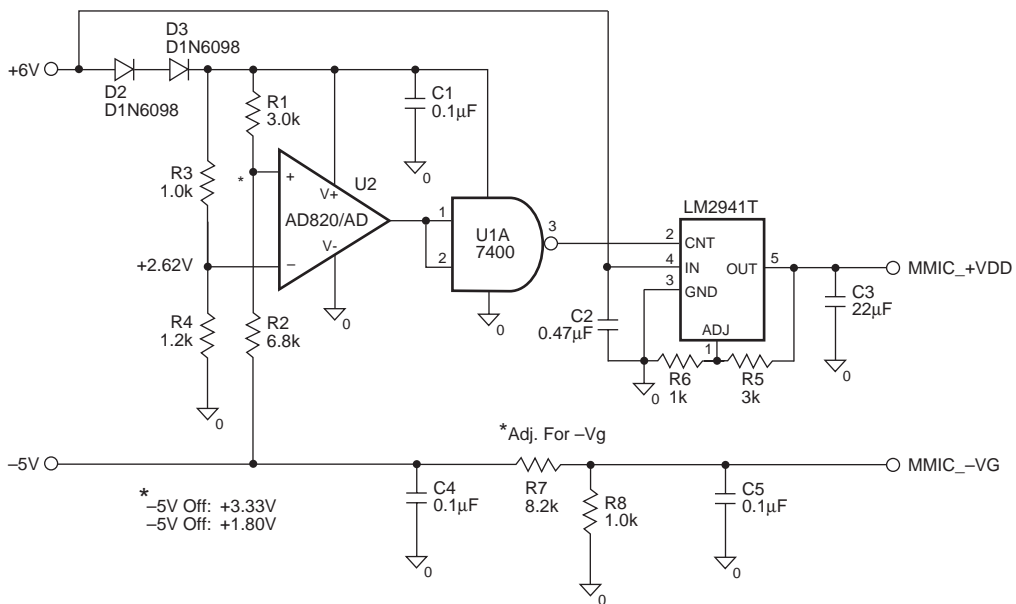 D3
D1N6098
+6V
D2
D1N6098
R1
3.0k
C1
0.1µF
0
R3
1.0k
*
+
V+
U2
AD820/AD
V-
–
+2.62V
0
1
2
U1A
7400
3
0
LM2941T
2
CNT
4
IN
3
GND
OUT
5
ADJ
1
MMIC_+VDD
C3
22µF
0
C2
0.47µF
0
R6
1k
R5
3k
R4
1.2k
0
R2
6.8k
*Adj. For –Vg
–5V
MMIC_–VG
*
–5V Off: +3.33V
–5V Off: +1.80V
C4
0.1µF
0
R7
8.2k
R8
1.0k
0
C5
0.1µF
0